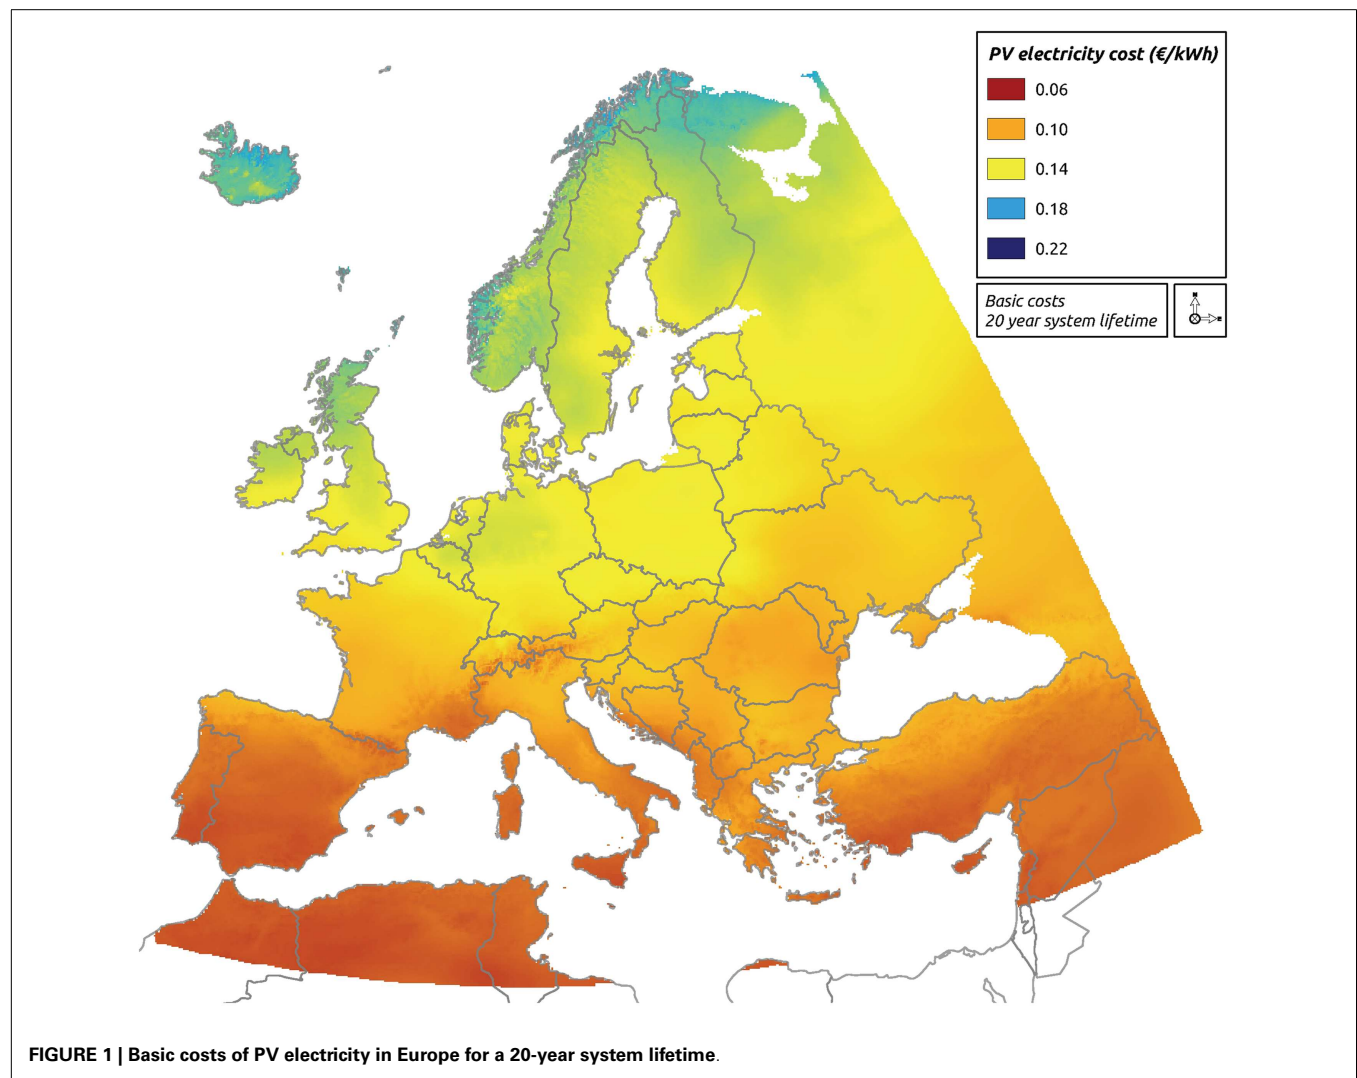 PV electricity cost (€/kWh)
0.06
0.10
0.14
0.18
0.22
Basic costs
20 year system lifetime
FIGURE 1 | Basic costs of PV electricity in Europe for a 20-year system lifetime.